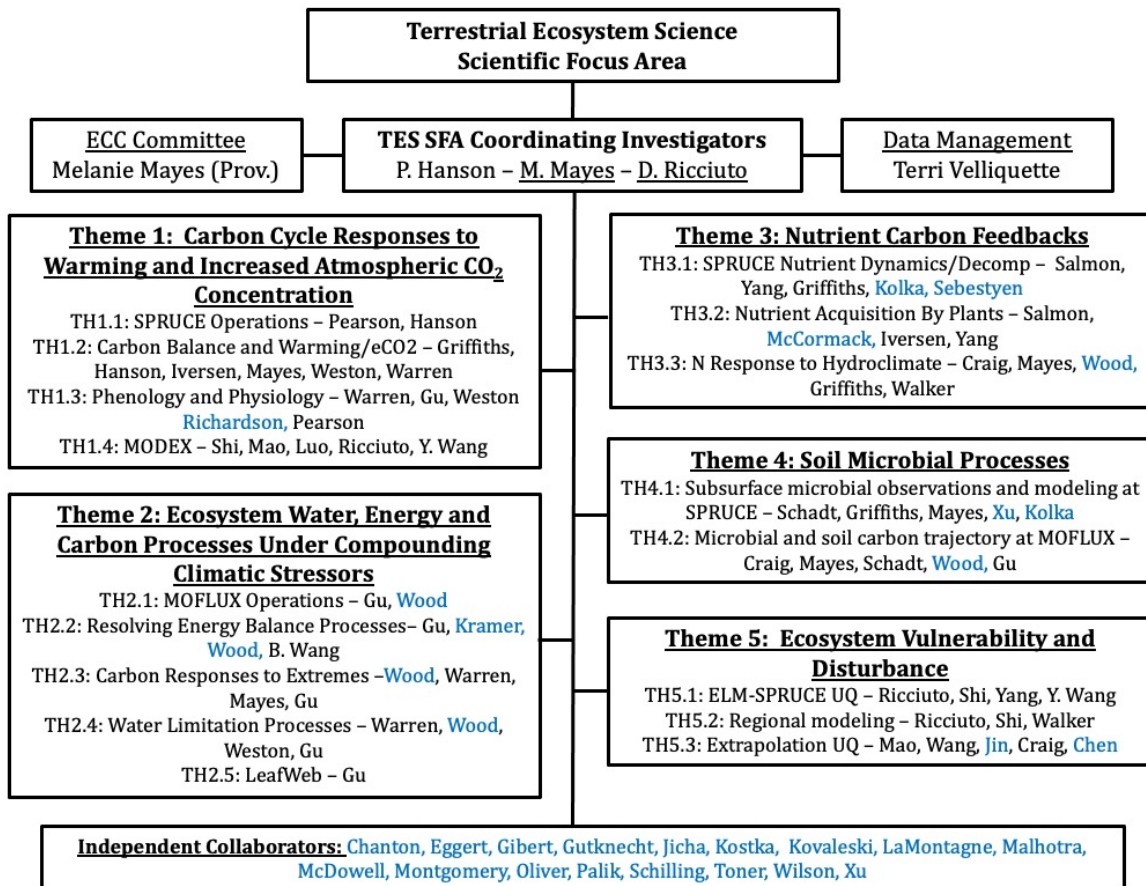 Terrestrial Ecosystem Science
Scientific Focus Area
ECC Committee
Melanie Mayes (Prov.)
TES SFA Coordinating Investigators
P. Hanson – M. Mayes – D. Ricciuto
Data Management
Terri Velliquette
Theme 1: Carbon Cycle Responses to
Warming and Increased Atmospheric CO₂
Concentration
TH1.1: SPRUCE Operations – Pearson, Hanson
TH1.2: Carbon Balance and Warming/eCO2 – Griffiths,
Hanson, Iversen, Mayes, Weston, Warren
TH1.3: Phenology and Physiology – Warren, Gu, Weston
Richardson, Pearson
TH1.4: MODEX – Shi, Mao, Luo, Ricciuto, Y. Wang
Theme 2: Ecosystem Water, Energy and
Carbon Processes Under Compounding
Climatic Stressors
TH2.1: MOFLUX Operations – Gu, Wood
TH2.2: Resolving Energy Balance Processes– Gu, Kramer,
Wood, B. Wang
TH2.3: Carbon Responses to Extremes –Wood, Warren,
Mayes, Gu
TH2.4: Water Limitation Processes – Warren, Wood,
Weston, Gu
TH2.5: LeafWeb – Gu
Theme 3: Nutrient Carbon Feedbacks
TH3.1: SPRUCE Nutrient Dynamics/Decomp – Salmon,
Yang, Griffiths, Kolka, Sebestyen
TH3.2: Nutrient Acquisition By Plants – Salmon,
McCormack, Iversen, Yang
TH3.3: N Response to Hydroclimate – Craig, Mayes, Wood,
Griffiths, Walker
Theme 4: Soil Microbial Processes
TH4.1: Subsurface microbial observations and modeling at
SPRUCE – Schadt, Griffiths, Mayes, Xu, Kolka
TH4.2: Microbial and soil carbon trajectory at MOFLUX –
Craig, Mayes, Schadt, Wood, Gu
Theme 5: Ecosystem Vulnerability and
Disturbance
TH5.1: ELM-SPRUCE UQ – Ricciuto, Shi, Yang, Y. Wang
TH5.2: Regional modeling – Ricciuto, Shi, Walker
TH5.3: Extrapolation UQ – Mao, Wang, Jin, Craig, Chen
Independent Collaborators: Chanton, Eggert, Gibert, Gutknecht, Jicha, Kostka, Kovaleski, LaMontagne, Malhotra,
McDowell, Montgomery, Oliver, Palik, Schilling, Toner, Wilson, Xu